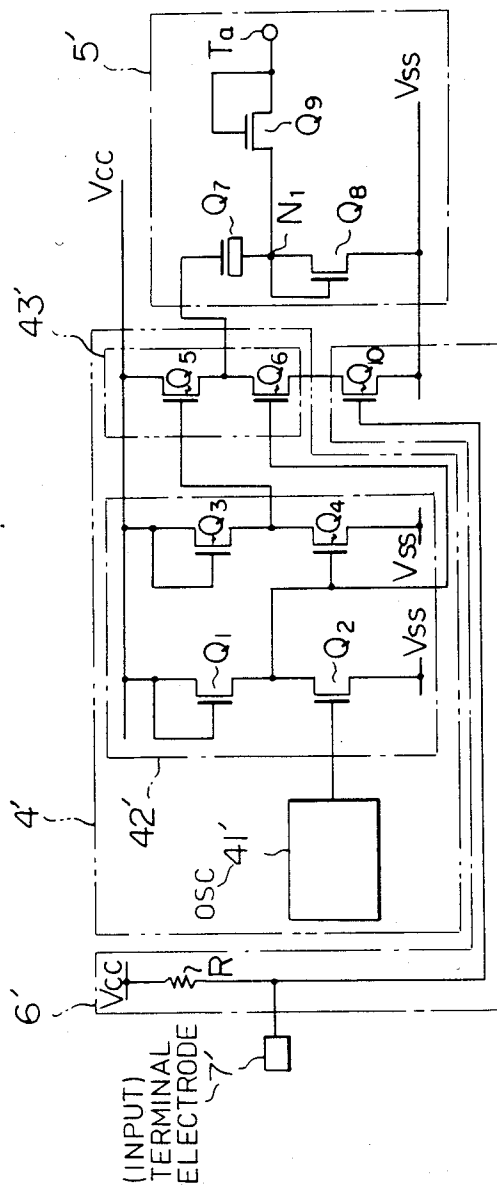 6'
VCC
R
(INPUT)
TERMINAL
ELECTRODE
7'
4'
42'
OSC
41'
Q1
Q2
VSS
Q3
Q4
VSS
43'
Q5
Q6
Q10
VCC
5'
Q7
N1
Q8
Q9
Ta
VSS